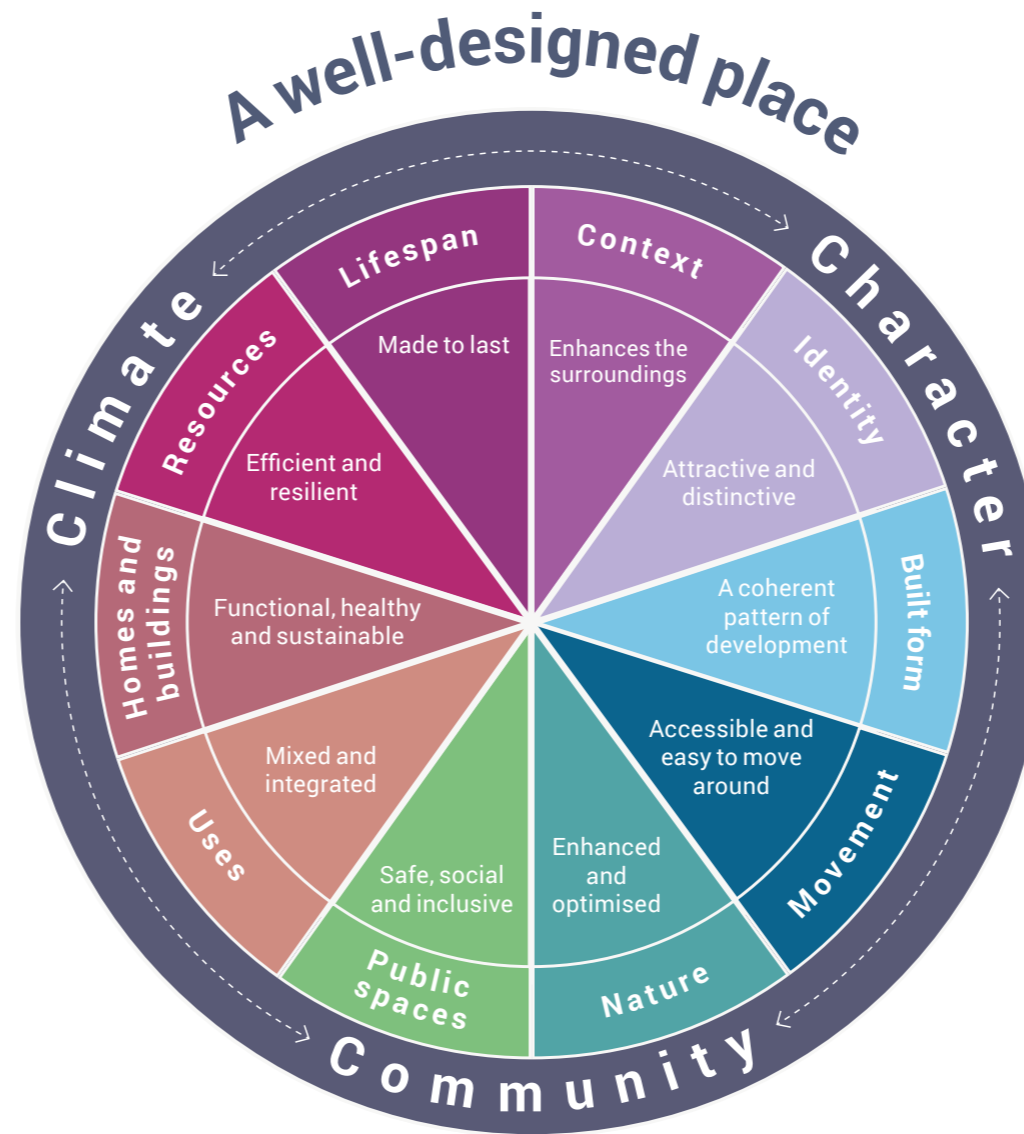 A well-designed place
Climate
Character
Community
Lifespan
Made to last
Context
Enhances the
surroundings
Identity
Attractive and
distinctive
Built form
A coherent
pattern of
development
Movement
Accessible and
easy to move
around
Nature
Enhanced
and
optimised
Public
spaces
Safe, social
and inclusive
Uses
Mixed and
integrated
Homes and
buildings
Functional, healthy
and sustainable
Resources
Efficient and
resilient